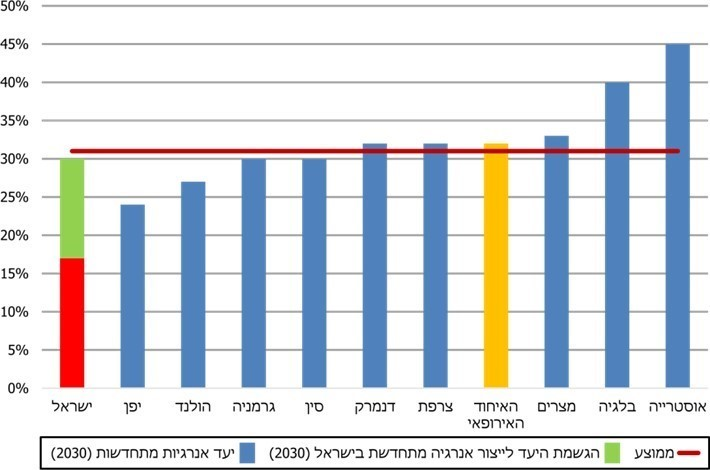 50%
45%
40%
35%
30%
25%
20%
15%
10%
5%
0%
ישראל
יפן
הולנד
גרמניה
סין
דנמרק
צרפת
האיחוד
האירופאי
מצרים
בלגיה
אוסטרייה
ממוצע
הגשמת היעד לייצור אנרגיה מתחדשת בישראל (2030)
יעד אנרגיות מתחדשות (2030)